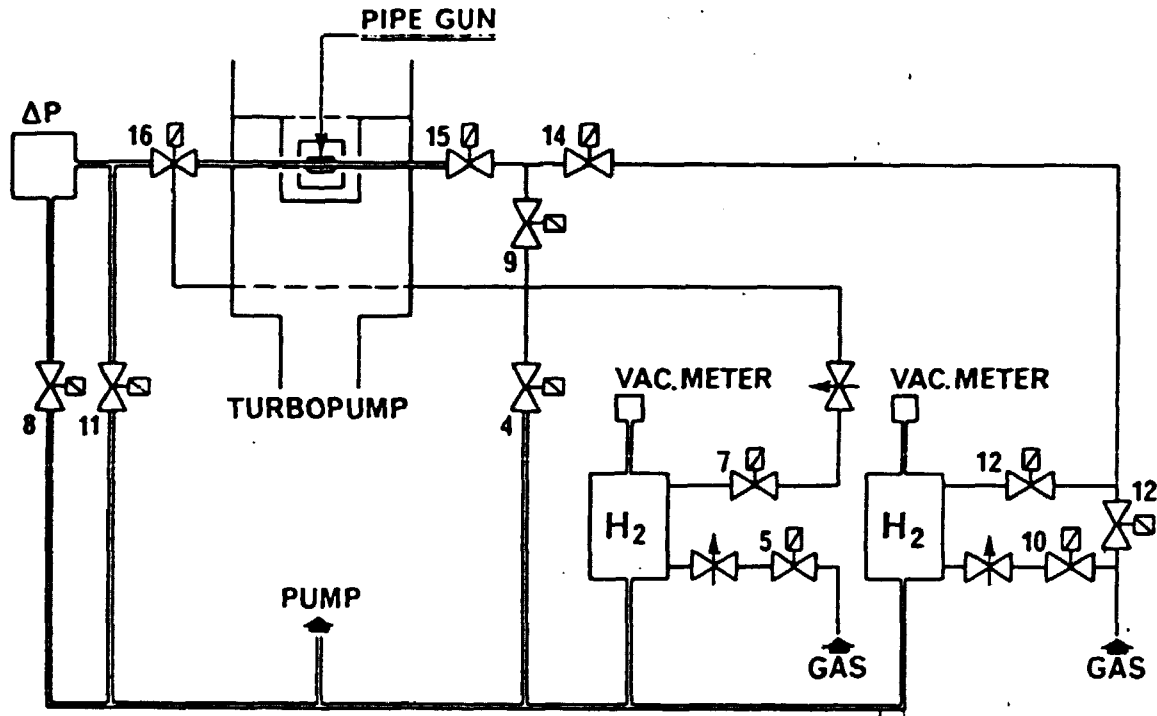 PIPE GUN
ΔP
16
15
14
9
8
11
TURBOPUMP
4
VAC.METER
VAC.METER
7
12
12
H2
H2
5
10
PUMP
GAS
GAS